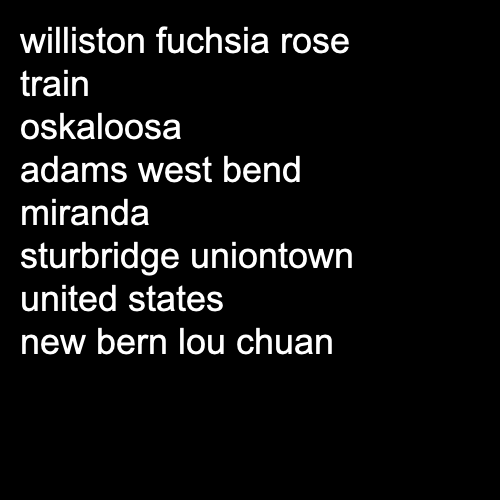 williston fuchsia rose
train
oskaloosa
adams west bend
miranda
sturbridge uniontown
united states
new bern lou chuan